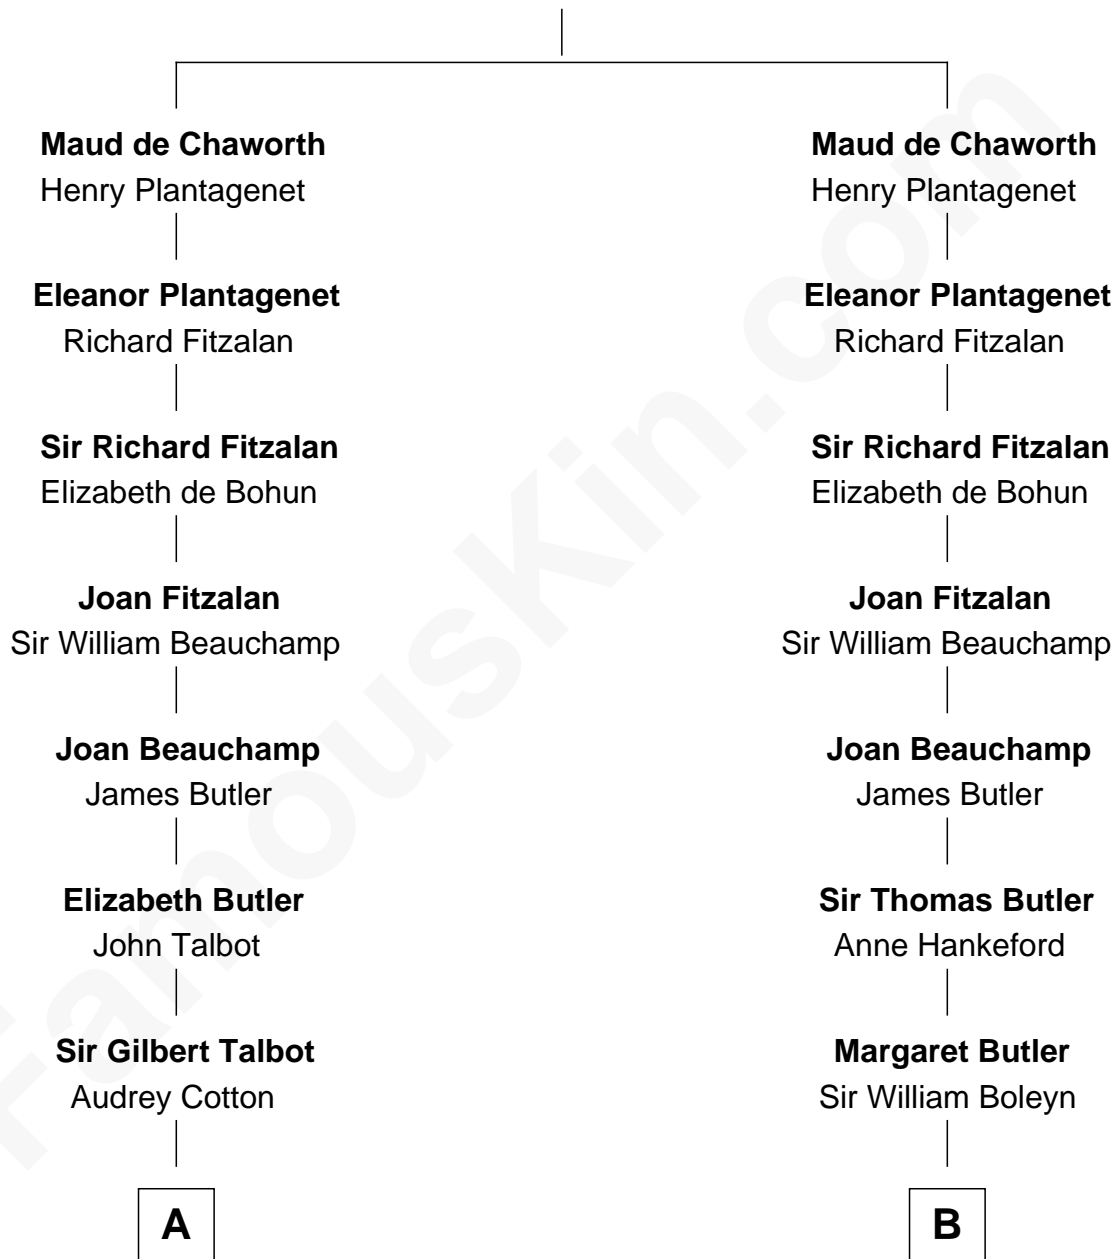 Maud de Chaworth
Henry Plantagenet
Eleanor Plantagenet
Richard Fitzalan
Sir Richard Fitzalan
Elizabeth de Bohun
Joan Fitzalan
Sir William Beauchamp
Joan Beauchamp
James Butler
Elizabeth Butler
John Talbot
Sir Gilbert Talbot
Audrey Cotton
A
Maud de Chaworth
Henry Plantagenet
Eleanor Plantagenet
Richard Fitzalan
Sir Richard Fitzalan
Elizabeth de Bohun
Joan Fitzalan
Sir William Beauchamp
Joan Beauchamp
James Butler
Sir Thomas Butler
Anne Hankeford
Margaret Butler
Sir William Boleyn
B
FamousKin.com